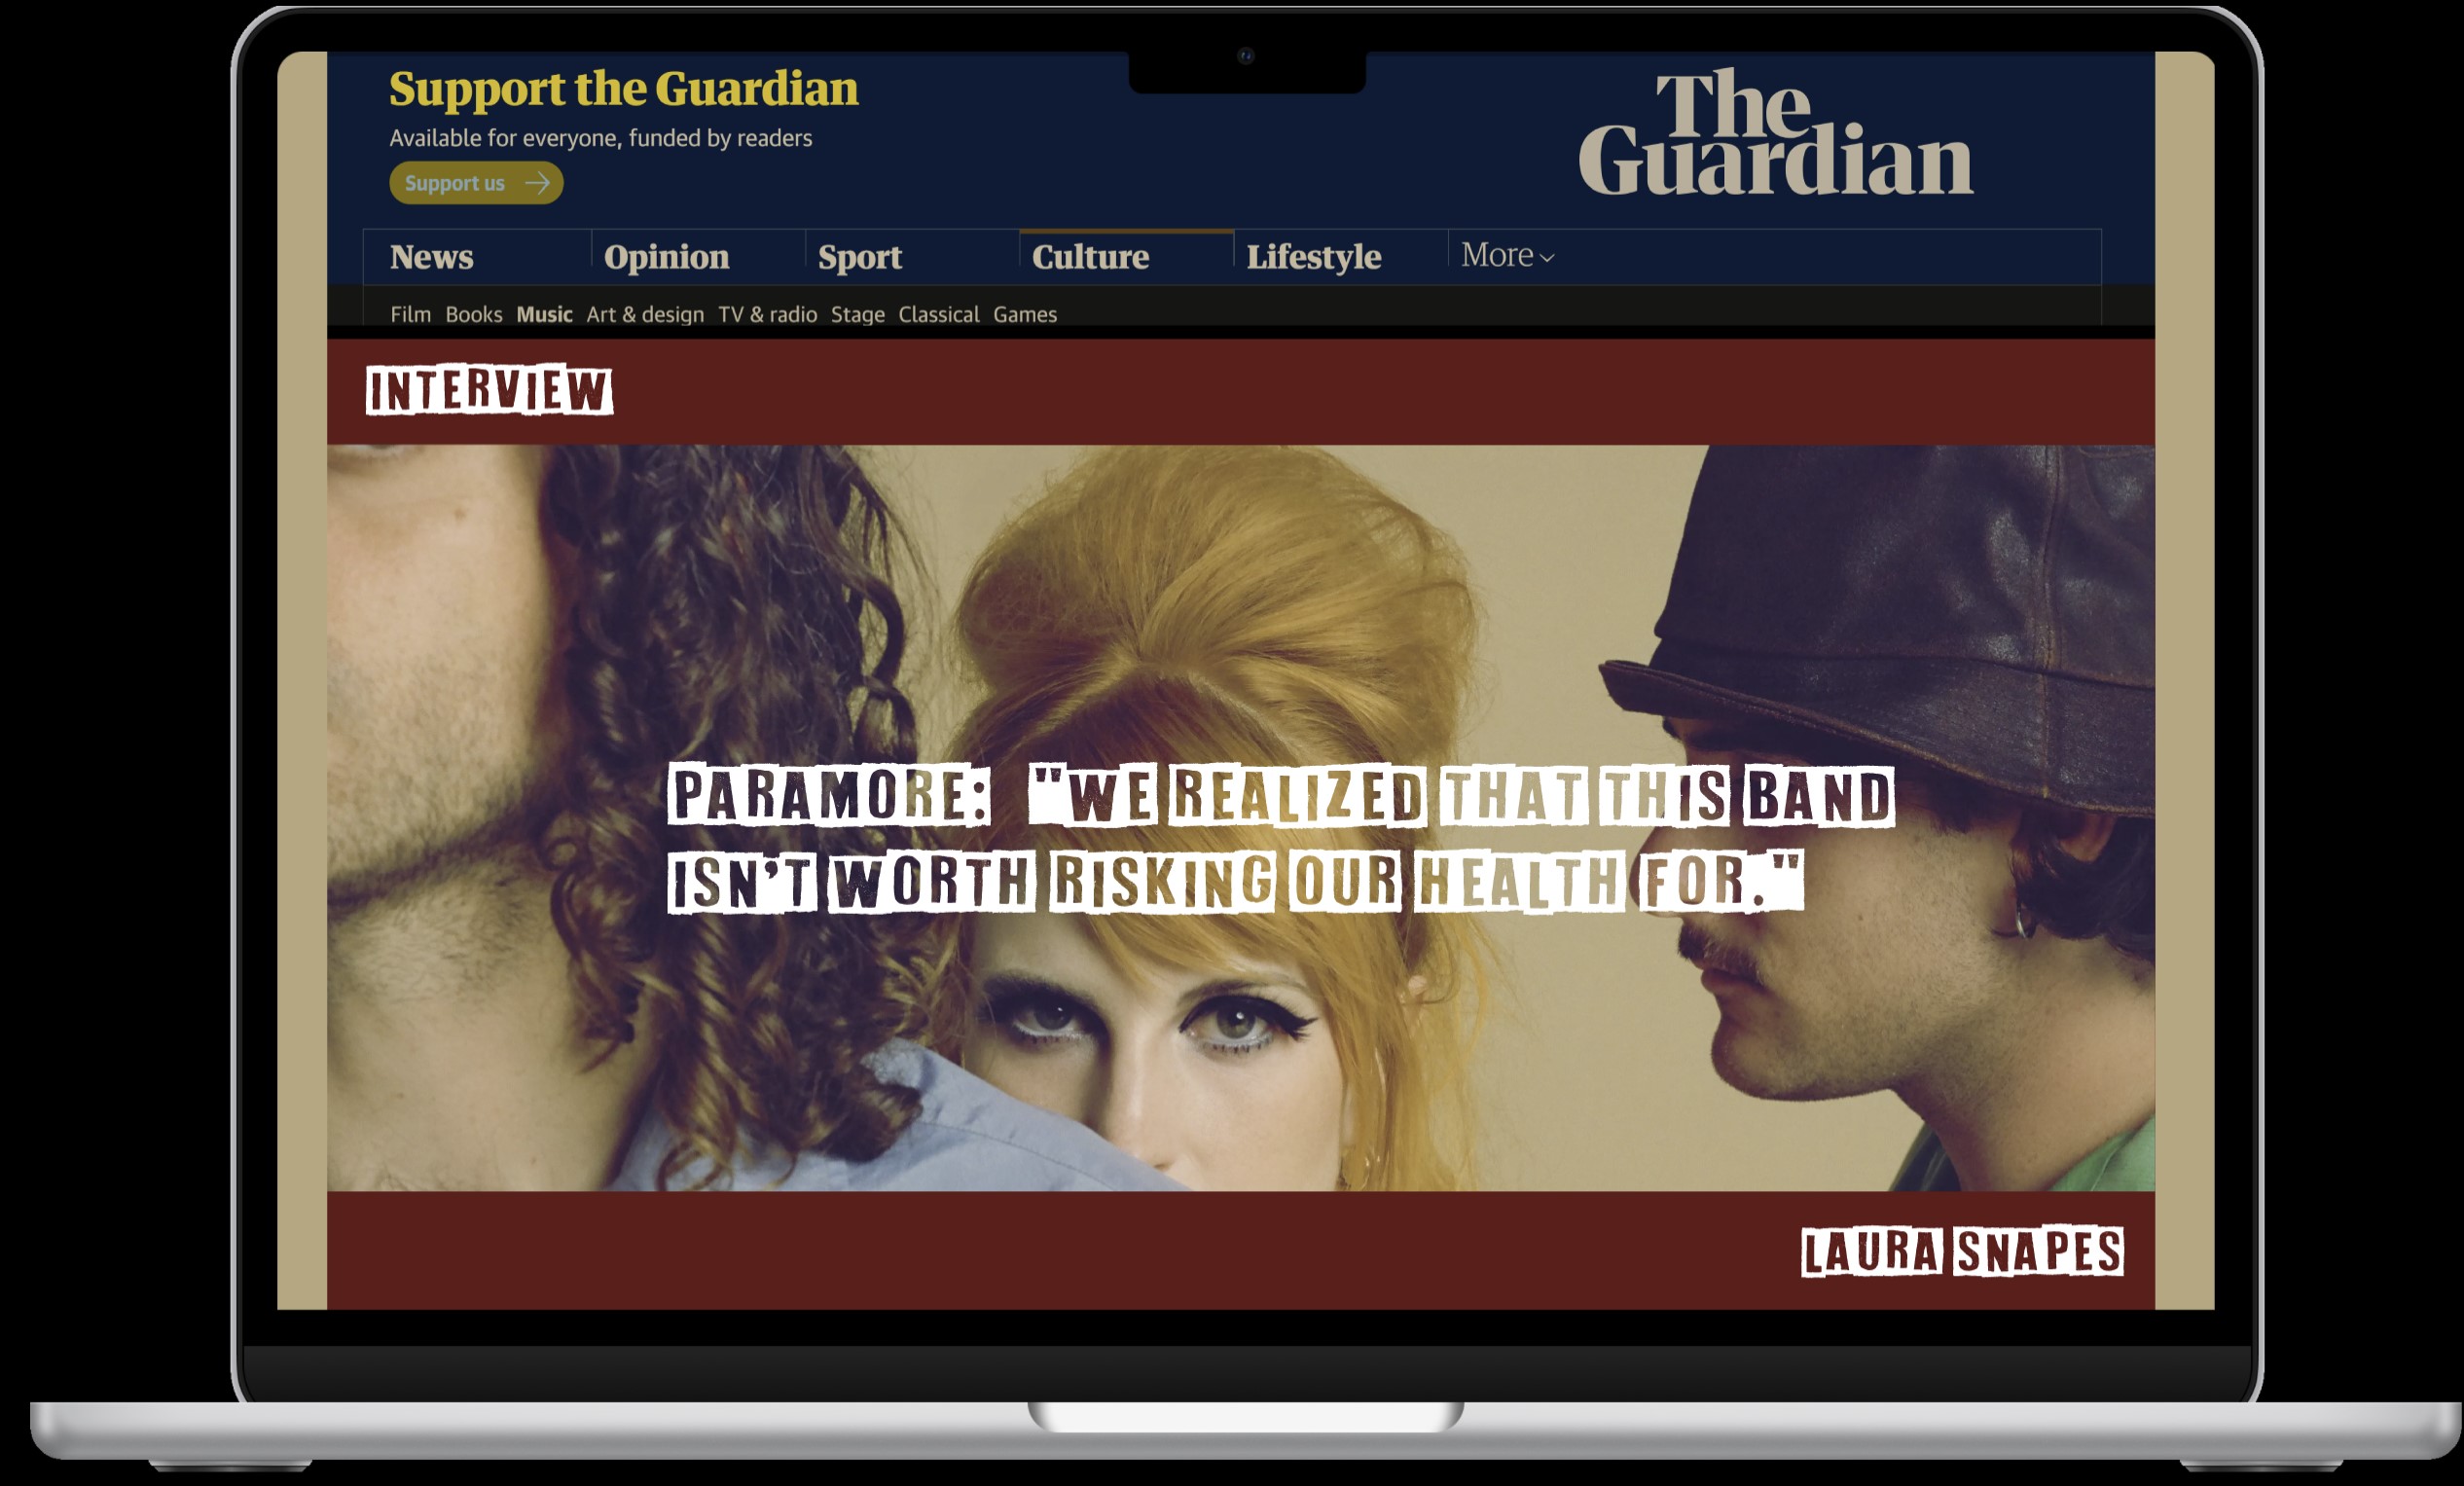 Support the Guardian
Available for everyone, funded by readers
Support us
The
Guardian
News Opinion Sport Culture Lifestyle More
Film Books Music Art & design TV & radio Stage Classical Games
INTERVIEW
PARAMORE: "WE REALIZED THAT THIS BAND
ISN'T WORTH RISKING OUR HEALTH FOR."
LAURA SNAPES